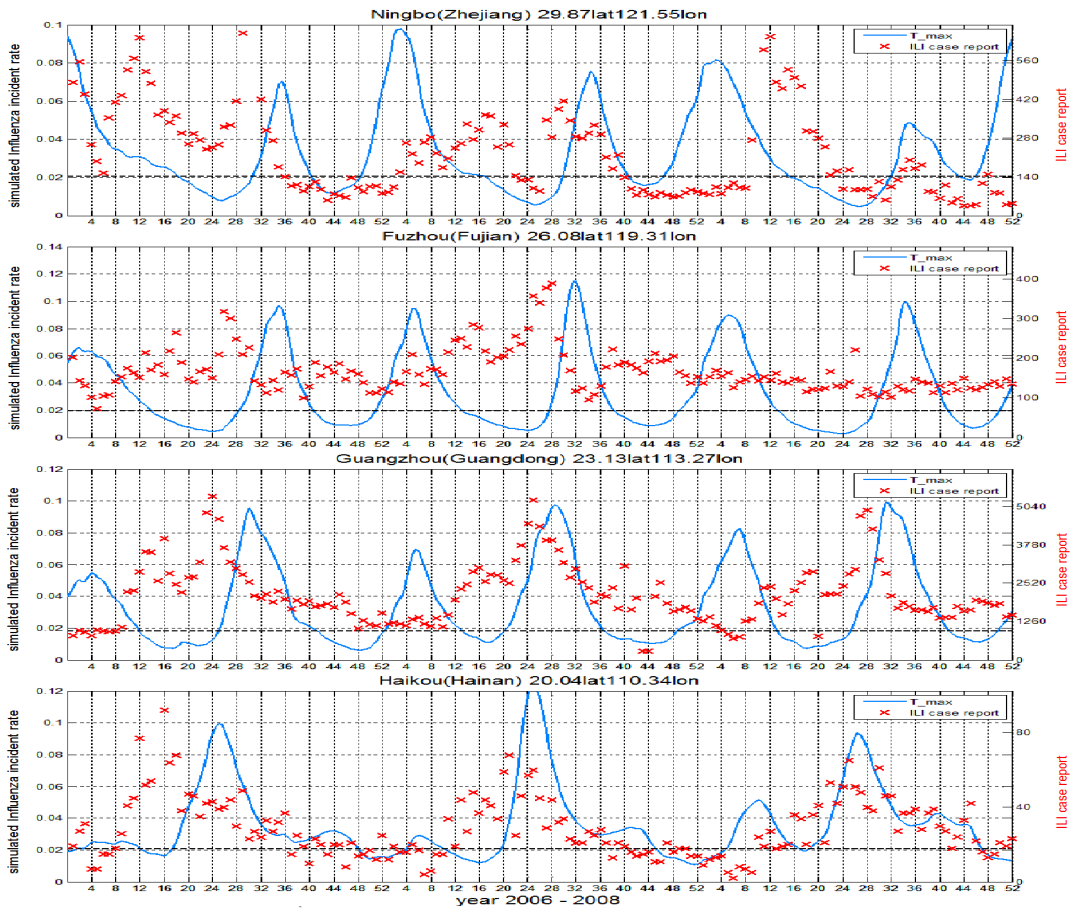 Ningbo(Zhejiang) 29.87lat121.55lon
simulated Influenza incident rate
0.1
0.08
0.06
0.04
0.02
0
T_max
ILI case report
560
420
280
140
0
ILI case report
4 8 12 16 20 24 28 32 36 40 44 48 52 4 8 12 16 20 24 28 32 36 40 44 48 52 4 8 12 16 20 24 28 32 36 40 44 48 52
Fuzhou(Fujian) 26.08lat119.31lon
simulated Influenza incident rate
0.14
0.12
0.1
0.08
0.06
0.04
0.02
0
T_max
ILI case report
400
300
200
100
0
ILI case report
4 8 12 16 20 24 28 32 36 40 44 48 52 4 8 12 16 20 24 28 32 36 40 44 48 52 4 8 12 16 20 24 28 32 36 40 44 48 52
Guangzhou(Guangdong) 23.13lat113.27lon
simulated Influenza incident rate
0.12
0.1
0.08
0.06
0.04
0.02
0
T_max
ILI case report
5040
3780
2520
1260
0
ILI case report
4 8 12 16 20 24 28 32 36 40 44 48 52 4 8 12 16 20 24 28 32 36 40 44 48 52 4 8 12 16 20 24 28 32 36 40 44 48 52
Haikou(Hainan) 20.04lat110.34lon
simulated Influenza incident rate
0.12
0.1
0.08
0.06
0.04
0.02
0
T_max
ILI case report
80
40
0
ILI case report
4 8 12 16 20 24 28 32 36 40 44 48 52 4 8 12 16 20 24 28 32 36 40 44 48 52 4 8 12 16 20 24 28 32 36 40 44 48 52
year 2006 - 2008